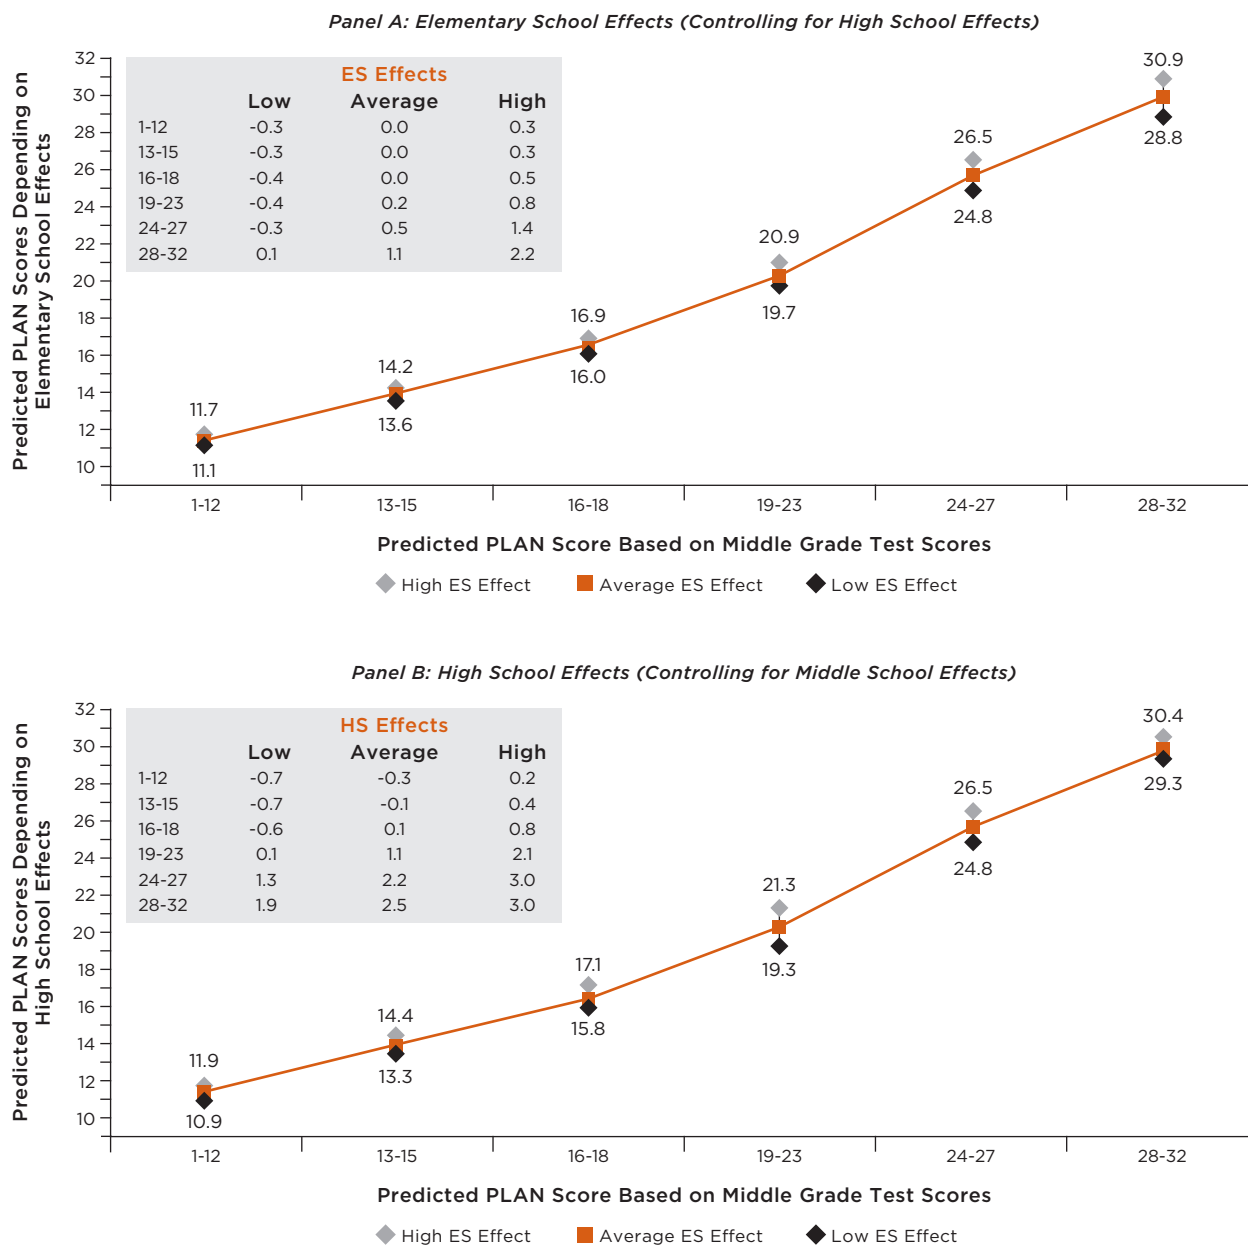 Panel A: Elementary School Effects (Controlling for High School Effects)
Predicted PLAN Scores Depending on
Elementary School Effects
32
30
28
26
24
22
20
18
16
14
12
10
ES Effects
Low Average High
1-12 -0.3 0.0 0.3
13-15 -0.3 0.0 0.3
16-18 -0.4 0.0 0.5
19-23 -0.4 0.2 0.8
24-27 -0.3 0.5 1.4
28-32 0.1 1.1 2.2
11.7
11.1
14.2
13.6
16.9
16.0
20.9
19.7
26.5
24.8
30.9
28.8
1-12 13-15 16-18 19-23 24-27 28-32
Predicted PLAN Score Based on Middle Grade Test Scores
High ES Effect Average ES Effect Low ES Effect
Panel B: High School Effects (Controlling for Middle School Effects)
Predicted PLAN Scores Depending on
High School Effects
32
30
28
26
24
22
20
18
16
14
12
10
HS Effects
Low Average High
1-12 -0.7 -0.3 0.2
13-15 -0.7 -0.1 0.4
16-18 -0.6 0.1 0.8
19-23 0.1 1.1 2.1
24-27 1.3 2.2 3.0
28-32 1.9 2.5 3.0
11.9
10.9
14.4
13.3
17.1
15.8
21.3
19.3
26.5
24.8
30.4
29.3
1-12 13-15 16-18 19-23 24-27 28-32
Predicted PLAN Score Based on Middle Grade Test Scores
High ES Effect Average ES Effect Low ES Effect